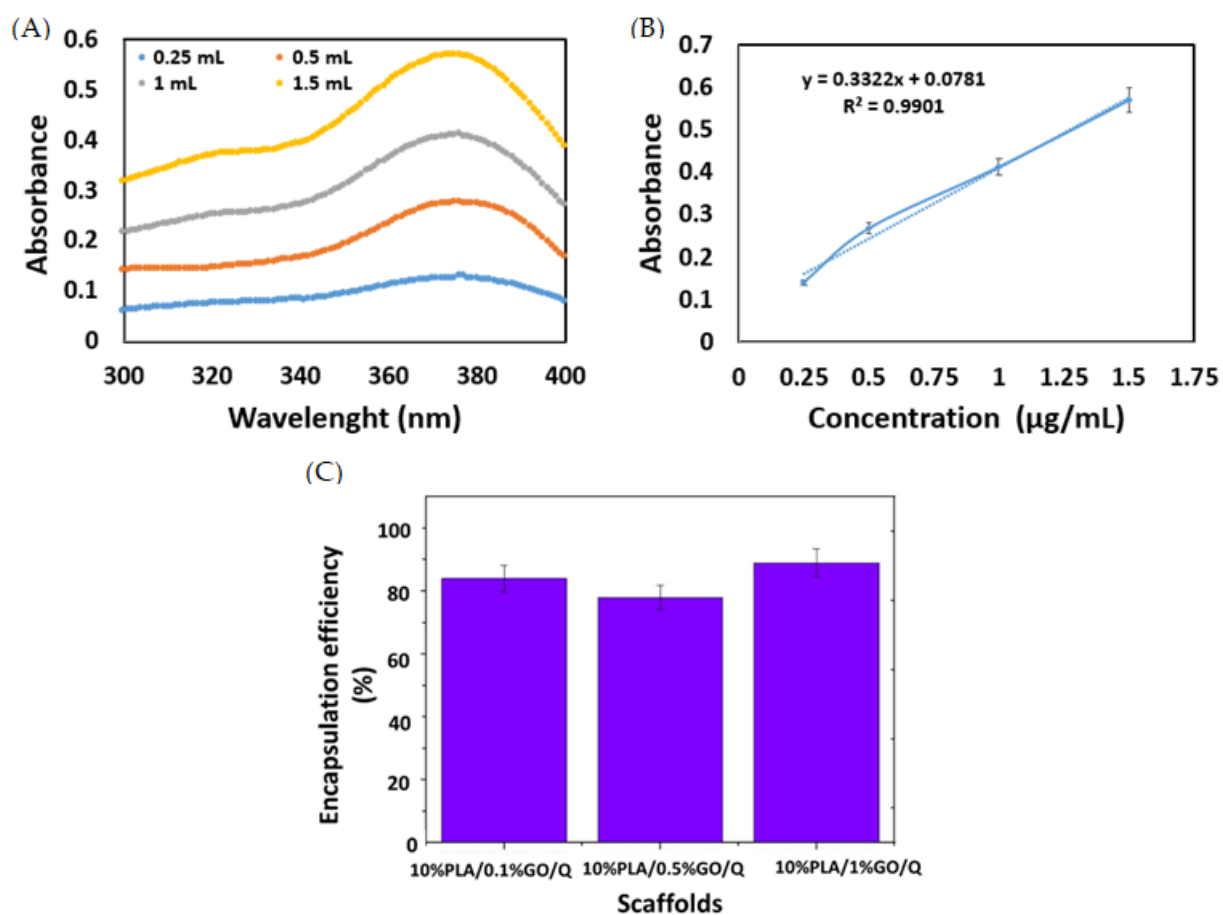 (A)
0.6
0.5
0.4
0.3
0.2
0.1
0
Absorbance
0.25 mL 0.5 mL
1 mL 1.5 mL
300 320 340 360 380 400
Wavelenght (nm)
(B)
0.7
0.6
0.5
0.4
0.3
0.2
0.1
0
Absorbance
y = 0.3322x + 0.0781
R² = 0.9901
0 0.25 0.5 0.75 1 1.25 1.5 1.75
Concentration (µg/mL)
(C)
100
80
60
40
20
0
Encapsulation efficiency
(%)
10%PLA/0.1%GO/Q 10%PLA/0.5%GO/Q 10%PLA/1%GO/Q
Scaffolds